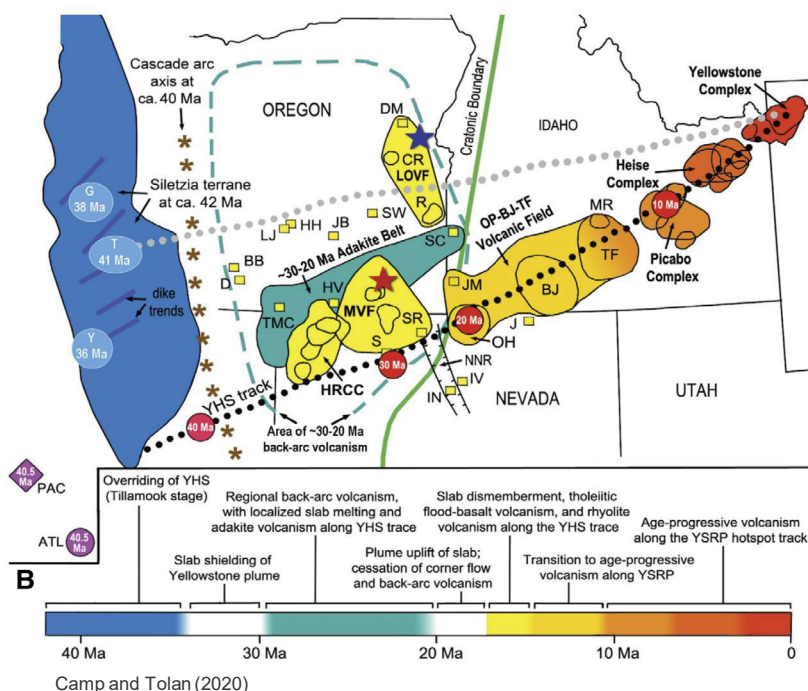 Cascade arc
axis at
ca. 40 Ma
OREGON
DM
CR
LOVF
R
Cratonic Boundary
IDAHO
Yellowstone
Complex
Heise
Complex
G
38 Ma
Siletzia terrane
at ca. 42 Ma
T
41 Ma
dike
trends
Y
36 Ma
LJ
HH
JB
SW
BB
D
~30-20 Ma Adakite Belt
SC
OP-BJ-TF
Volcanic Field
MR
TF
10 Ma
Picabo
Complex
TMC
HV
MVF
SR
S
JM
BJ
20 Ma
OH
J
HRCC
30 Ma
NNR
IV
IN
NEVADA
UTAH
YHS track
40 Ma
Area of ~30-20 Ma
back-arc volcanism
40.5
Ma
PAC
ATL
40.5
Ma
B
Overriding of YHS
(Tillamook stage)
Regional back-arc volcanism,
with localized slab melting and
adakite volcanism along YHS trace
Slab dismemberment, tholeiitic
flood-basalt volcanism, and rhyolite
volcanism along the YHS trace
Age-progressive volcanism
along the YSRP hotspot track
Slab shielding of
Yellowstone plume
Plume uplift of slab;
cessation of corner flow
and back-arc volcanism
Transition to age-progressive
volcanism along YSRP
40 Ma
30 Ma
20 Ma
10 Ma
0
Camp and Tolan (2020)